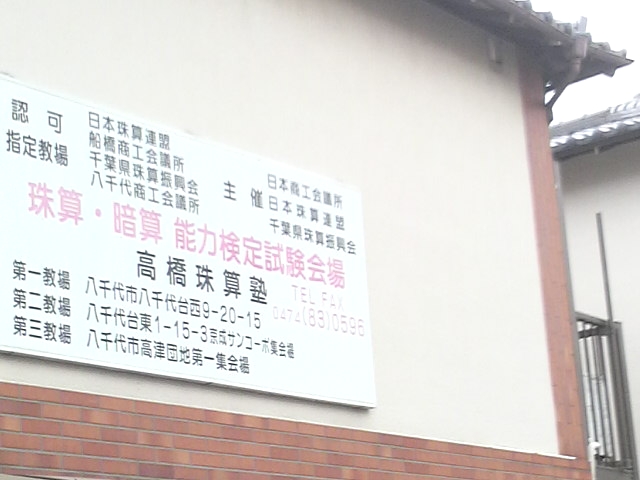 認可
指定教場
日本珠算連盟
船橋商工会議所
千葉県珠算振興会
八千代商工会議所
主催
日本商工会議所
日本珠算連盟
千葉県珠算振興会
珠算・暗算 能力検定試験会場
高橋珠算塾
TEL FAX
0474(83)0596
第一教場 八千代市八千代台西9-20-15
第二教場 八千代台東1-15-3京成サンコーポ集会場
第三教場 八千代市高津団地第一集会場